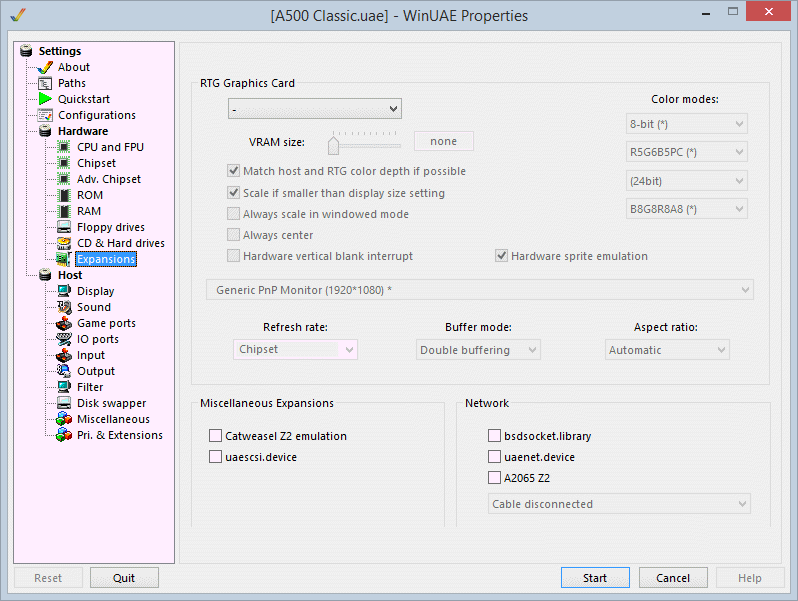 [A500 Classic.uae] - WinUAE Properties
Settings
About
Paths
Quickstart
Configurations
Hardware
CPU and FPU
Chipset
Adv. Chipset
ROM
RAM
Floppy drives
CD & Hard drives
Expansions
Host
Display
Sound
Game ports
IO ports
Input
Output
Filter
Disk swapper
Miscellaneous
Pri. & Extensions
RTG Graphics Card
-
Color modes:
8-bit (*)
VRAM size:
none
R5G6B5PC (*)
Match host and RTG color depth if possible
(24bit)
Scale if smaller than display size setting
Always scale in windowed mode
B8G8R8A8 (*)
Always center
Hardware vertical blank interrupt
Hardware sprite emulation
Generic PnP Monitor (1920*1080) *
Refresh rate:
Buffer mode:
Aspect ratio:
Chipset
Double buffering
Automatic
Miscellaneous Expansions
Catweasel Z2 emulation
uaescsi.device
Network
bsdsocket.library
uaenet.device
A2065 Z2
Cable disconnected
Reset
Quit
Start
Cancel
Help